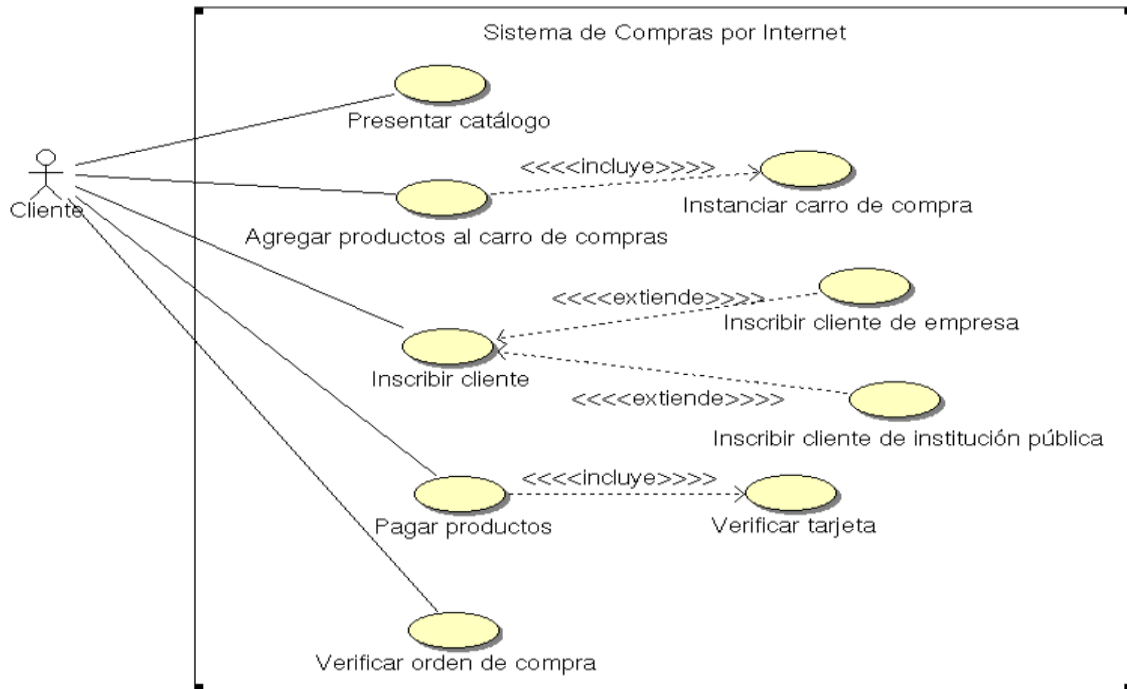 Sistema de Compras por Internet
Presentar catálogo
Cliente
<<<<incluye>>>>
Instanciar carro de compra
Agregar productos al carro de compras
<<<<extiende>>>>
Inscribir cliente de empresa
Inscribir cliente
<<<<extiende>>>>
Inscribir cliente de institución pública
<<<<incluye>>>>
Pagar productos
Verificar tarjeta
Verificar orden de compra